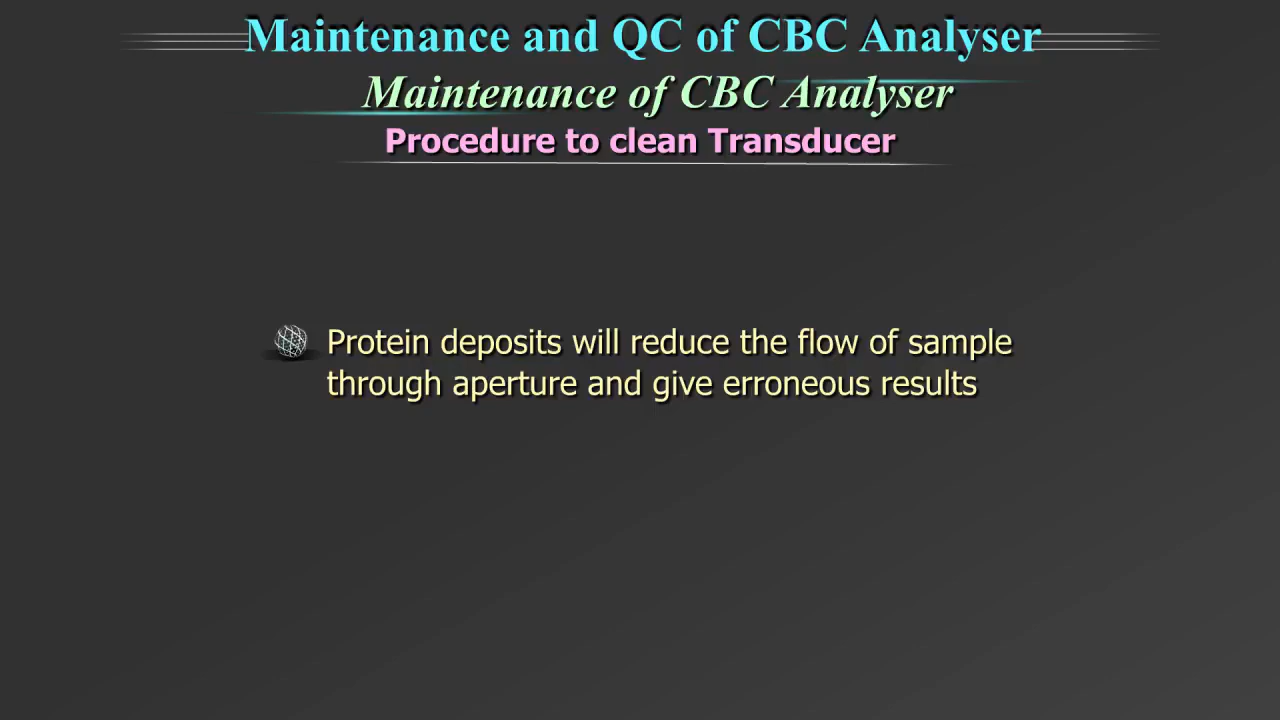 Maintenance and QC of CBC Analyser
Maintenance of CBC Analyser
Procedure to clean Transducer
Protein deposits will reduce the flow of sample
through aperture and give erroneous results